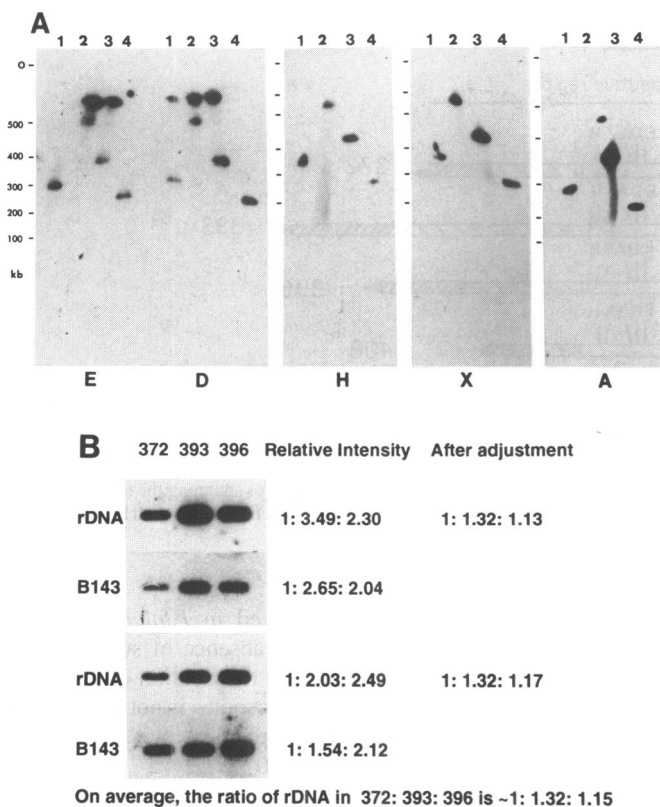 A
1 2 3 4 1 2 3 4 1 2 3 4 1 2 3 4 1 2 3 4
O
500
400
300
200
100
kb
E D H X A
B 372 393 396 Relative Intensity After adjustment
rDNA 1: 3.49: 2.30 1: 1.32: 1.13
B143 1: 2.65: 2.04
rDNA 1: 2.03: 2.49 1: 1.32: 1.17
B143 1: 1.54: 2.12
On average, the ratio of rDNA in 372: 393: 396 is ~1: 1.32: 1.15